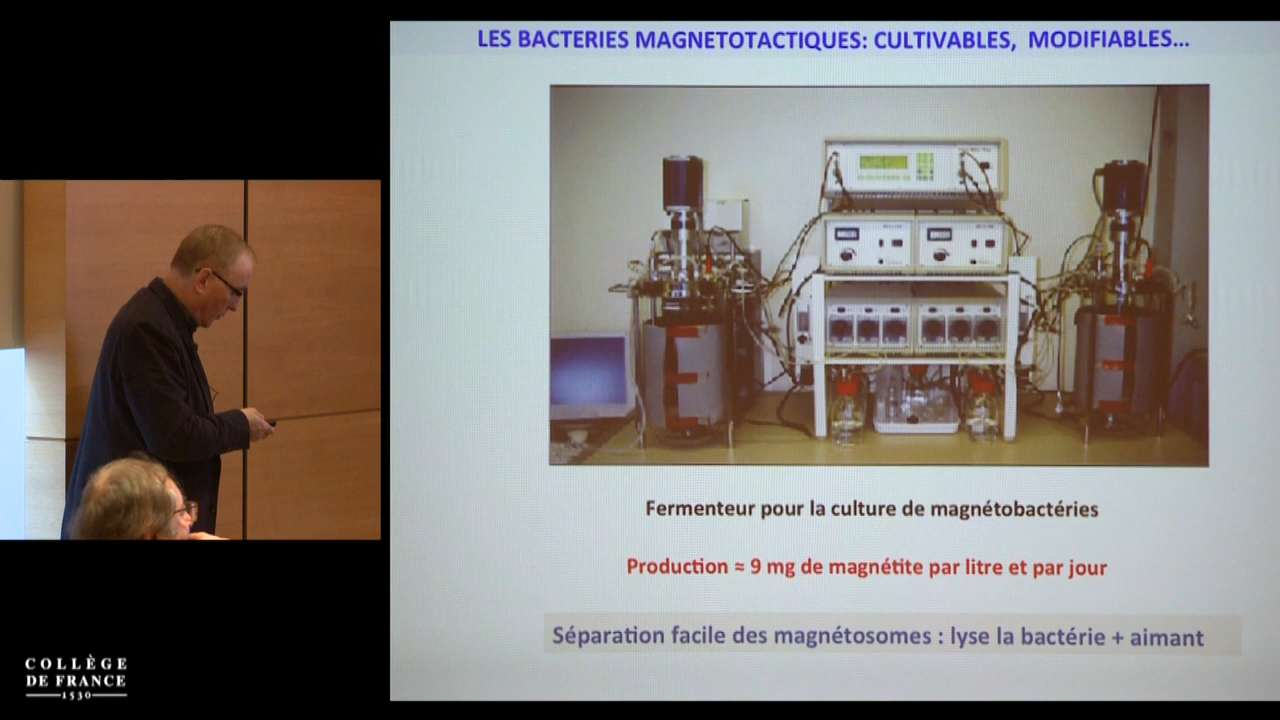 LES BACTERIES MAGNETOTACTIQUES: CULTIVABLES, MODIFIABLES...
Fermenteur pour la culture de magnétobactéries
Production ≈ 9 mg de magnétite par litre et par jour
Séparation facile des magnétosomes : lyse la bactérie + aimant
COLLÈGE
DE FRANCE
1530